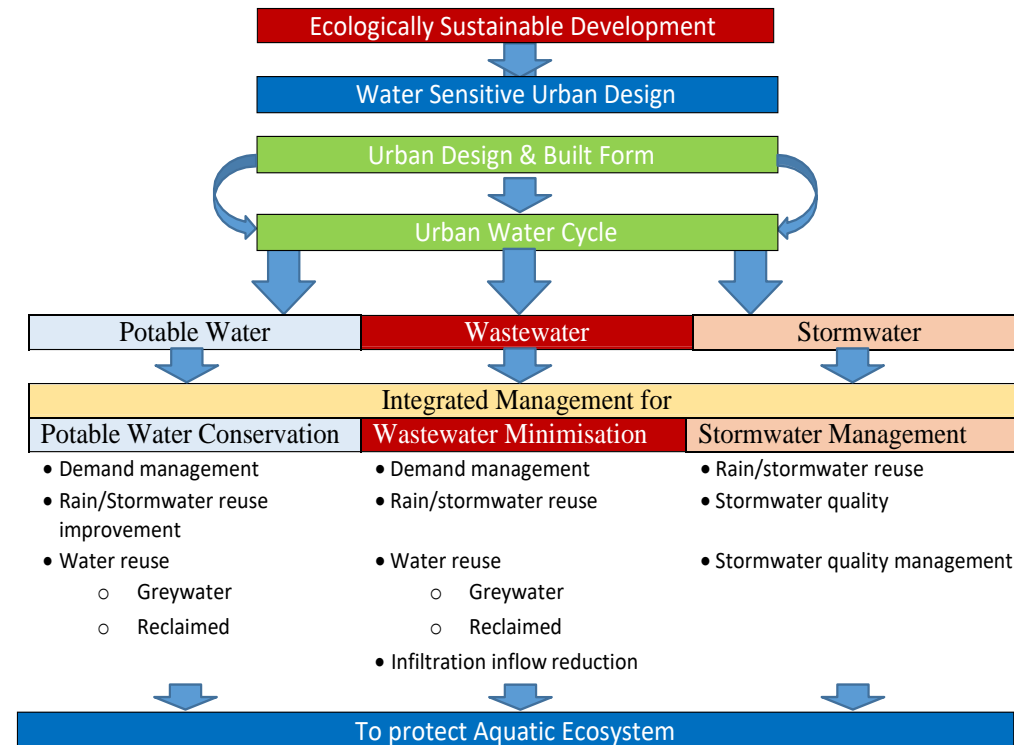 Ecologically Sustainable Development
Water Sensitive Urban Design
Urban Design & Built Form
Urban Water Cycle
Potable Water
Wastewater
Stormwater
Integrated Management for
Potable Water Conservation
Wastewater Minimisation
Stormwater Management
• Demand management
• Rain/Stormwater reuse
improvement
• Water reuse
o Greywater
o Reclaimed
• Demand management
• Rain/stormwater reuse
• Water reuse
o Greywater
o Reclaimed
• Infiltration inflow reduction
• Rain/stormwater reuse
• Stormwater quality
• Stormwater quality management
To protect Aquatic Ecosystem